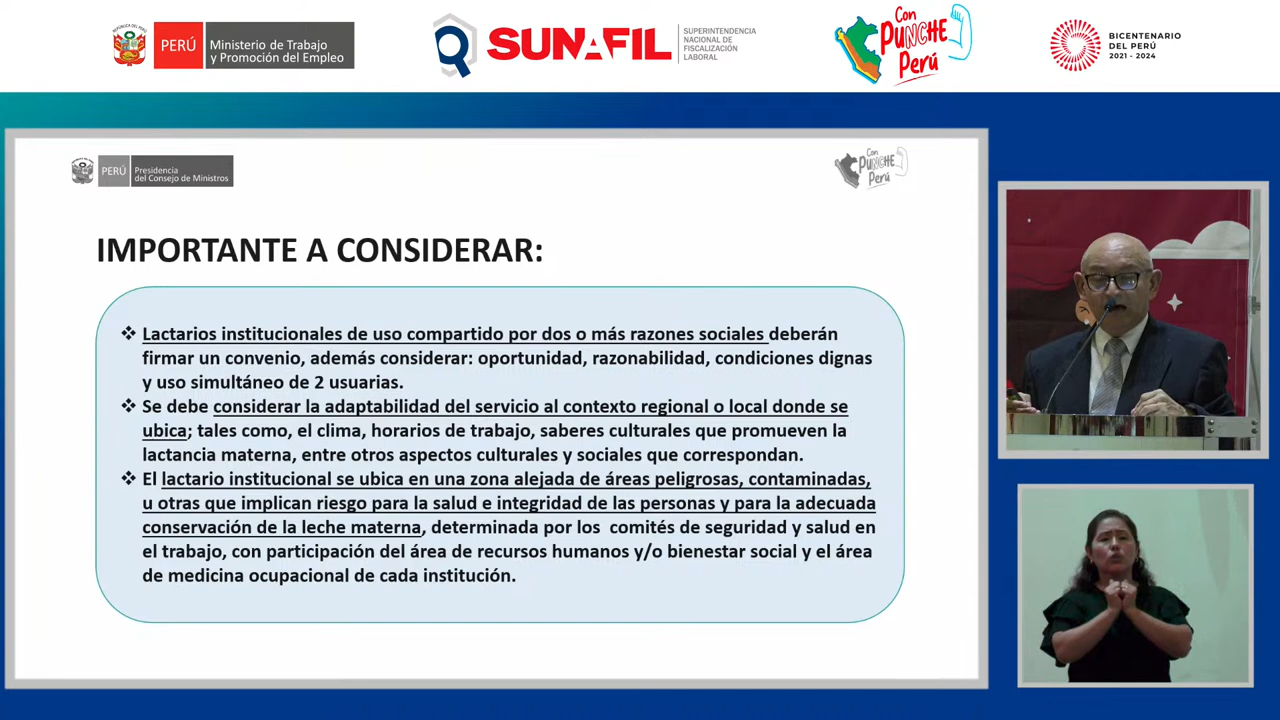 REPÚBLICA DEL PERÚ
PERÚ
Ministerio de Trabajo
y Promoción del Empleo
SUNAFIL
SUPERINTENDENCIA
NACIONAL DE
FISCALIZACIÓN
LABORAL
Con
PUNCHE
Perú
BICENTENARIO
DEL PERÚ
2021 - 2024
PERÚ
Presidencia
del Consejo de Ministros
Con
PUNCHE
Perú
IMPORTANTE A CONSIDERAR:
❖ Lactarios institucionales de uso compartido por dos o más razones sociales deberán
firmar un convenio, además considerar: oportunidad, razonabilidad, condiciones dignas
y uso simultáneo de 2 usuarias.
❖ Se debe considerar la adaptabilidad del servicio al contexto regional o local donde se
ubica; tales como, el clima, horarios de trabajo, saberes culturales que promueven la
lactancia materna, entre otros aspectos culturales y sociales que correspondan.
❖ El lactario institucional se ubica en una zona alejada de áreas peligrosas, contaminadas,
u otras que implican riesgo para la salud e integridad de las personas y para la adecuada
conservación de la leche materna, determinada por los comités de seguridad y salud en
el trabajo, con participación del área de recursos humanos y/o bienestar social y el área
de medicina ocupacional de cada institución.